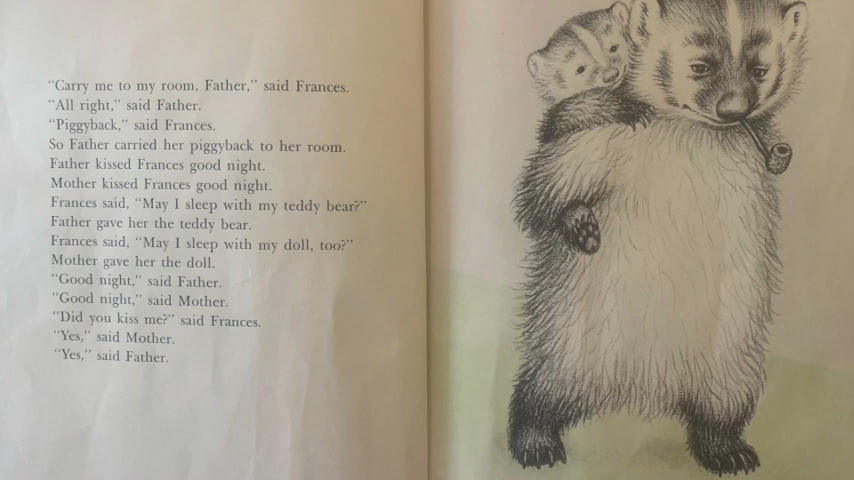 “Carry me to my room, Father,” said Frances.
“All right,” said Father.
“Piggyback,” said Frances.
So Father carried her piggyback to her room.
Father kissed Frances good night.
Mother kissed Frances good night.
Frances said, “May I sleep with my teddy bear?”
Father gave her the teddy bear.
Frances said, “May I sleep with my doll, too?”
Mother gave her the doll.
“Good night,” said Father.
“Good night,” said Mother.
“Did you kiss me?” said Frances.
“Yes,” said Mother.
“Yes,” said Father.